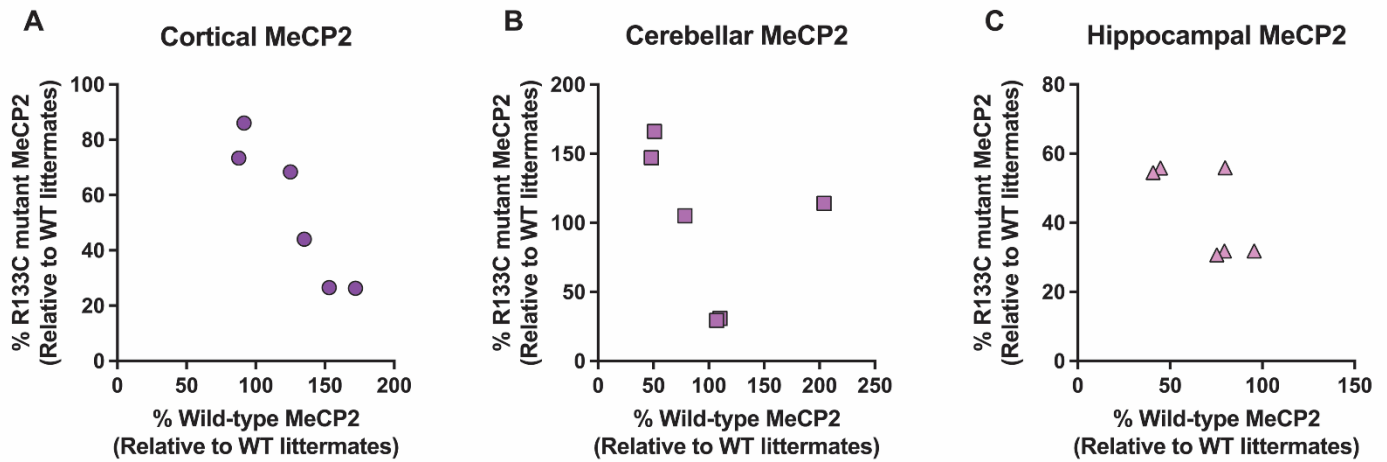 A
Cortical MeCP2
% R133C mutant MeCP2
(Relative to WT littermates)
100
80
60
40
20
0
0 50 100 150 200
% Wild-type MeCP2
(Relative to WT littermates)
B
Cerebellar MeCP2
% R133C mutant MeCP2
(Relative to WT littermates)
200
150
100
50
0
0 50 100 150 200 250
% Wild-type MeCP2
(Relative to WT littermates)
C
Hippocampal MeCP2
% R133C mutant MeCP2
(Relative to WT littermates)
80
60
40
20
0
0 50 100 150
% Wild-type MeCP2
(Relative to WT littermates)